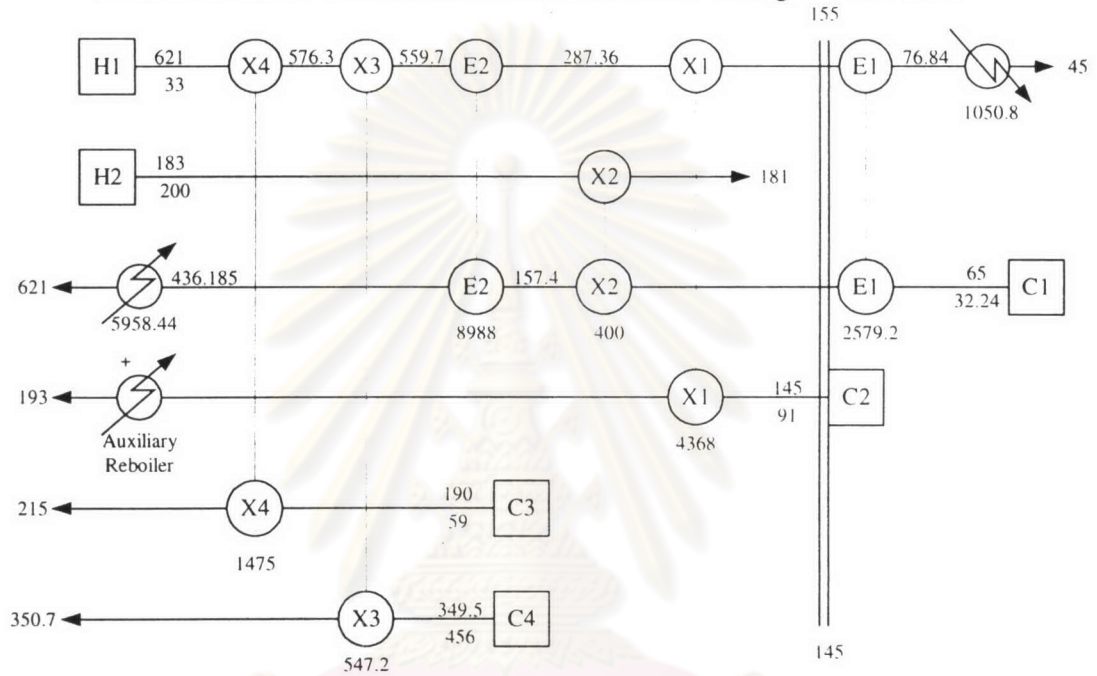 155
H1 621 33 X4 576.3 X3 559.7 E2 287.36 X1 E1 76.84 45
1050.8
H2 183 200 X2 181
621 436.185 E2 157.4 X2 E1 65 32.24 C1
5958.44 8988 400 2579.2
+
193 X1 145 91 C2
Auxiliary
Reboiler
4368
215 X4 190 59 C3
1475
350.7 X3 349.5 456 C4
547.2
145